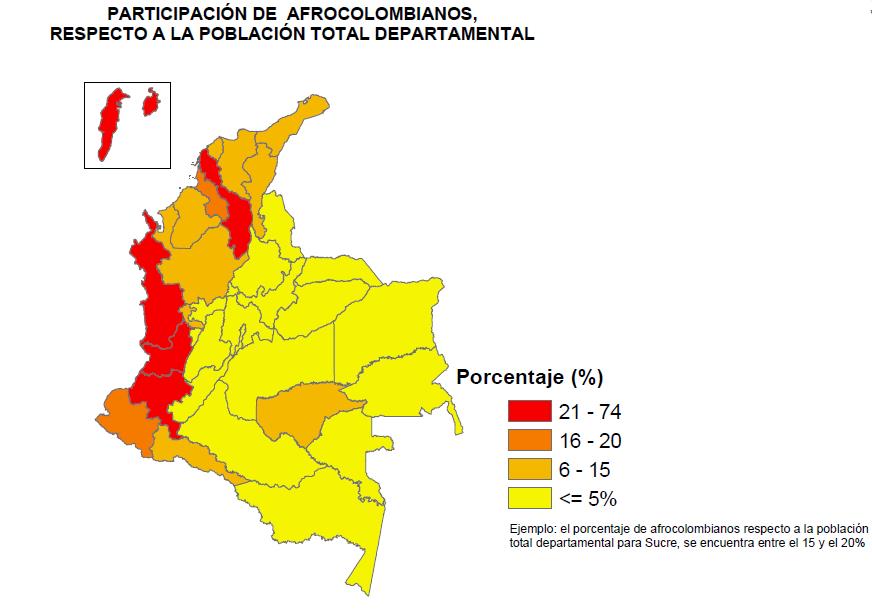 PARTICIPACIÓN DE AFROCOLOMBIANOS,
RESPECTO A LA POBLACIÓN TOTAL DEPARTAMENTAL
Porcentaje (%)
21 - 74
16 - 20
6 - 15
<= 5%
Ejemplo: el porcentaje de afrocolombianos respecto a la población
total departamental para Sucre, se encuentra entre el 15 y el 20%